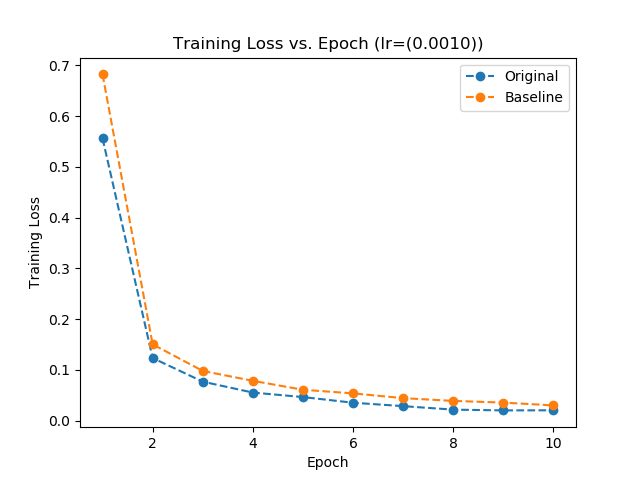 Training Loss vs. Epoch (lr=(0.0010))
Original
Baseline
Training Loss
0.7
0.6
0.5
0.4
0.3
0.2
0.1
0.0
2 4 6 8 10
Epoch